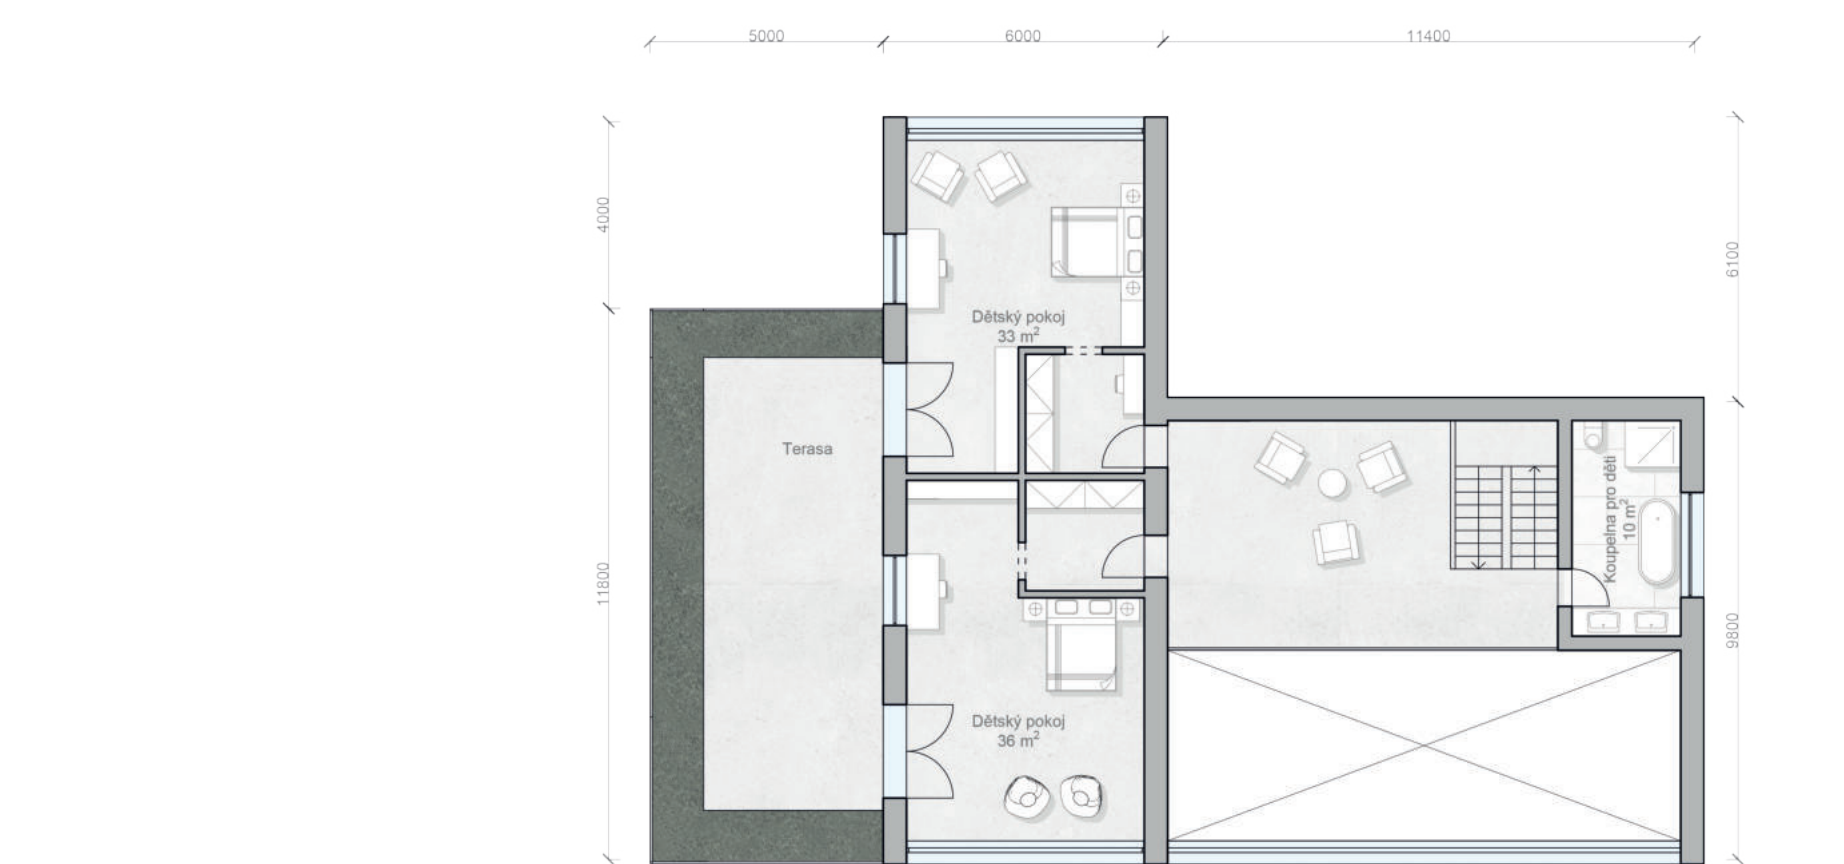 5000
6000
11400
4000
6100
Dětský pokoj
33 m²
Terasa
Koupelna pro děti
10 m²
11800
9800
Dětský pokoj
36 m²